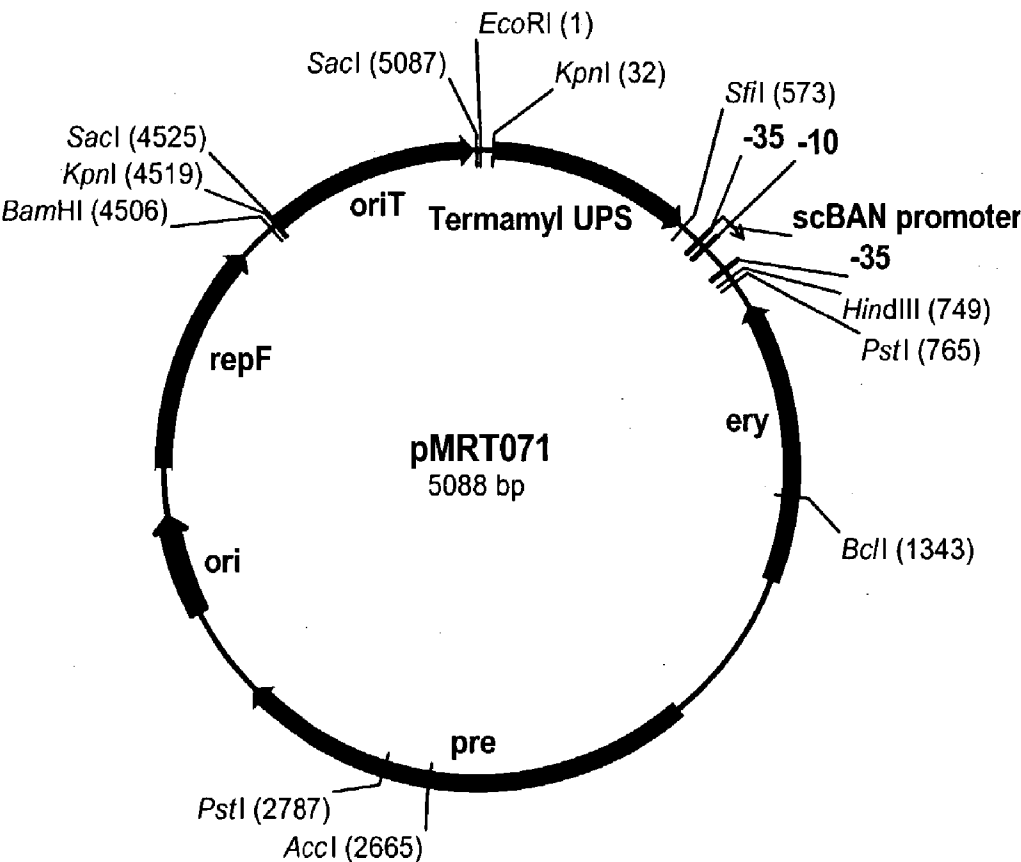 EcoRI (1)
SacI (5087)
KpnI (32)
SfiI (573)
-35
-10
SacI (4525)
KpnI (4519)
BamHI (4506)
oriT
Termamyl UPS
scBAN promoter
-35
HindIII (749)
PstI (765)
repF
ery
pMRT071
5088 bp
BclI (1343)
ori
pre
PstI (2787)
AccI (2665)